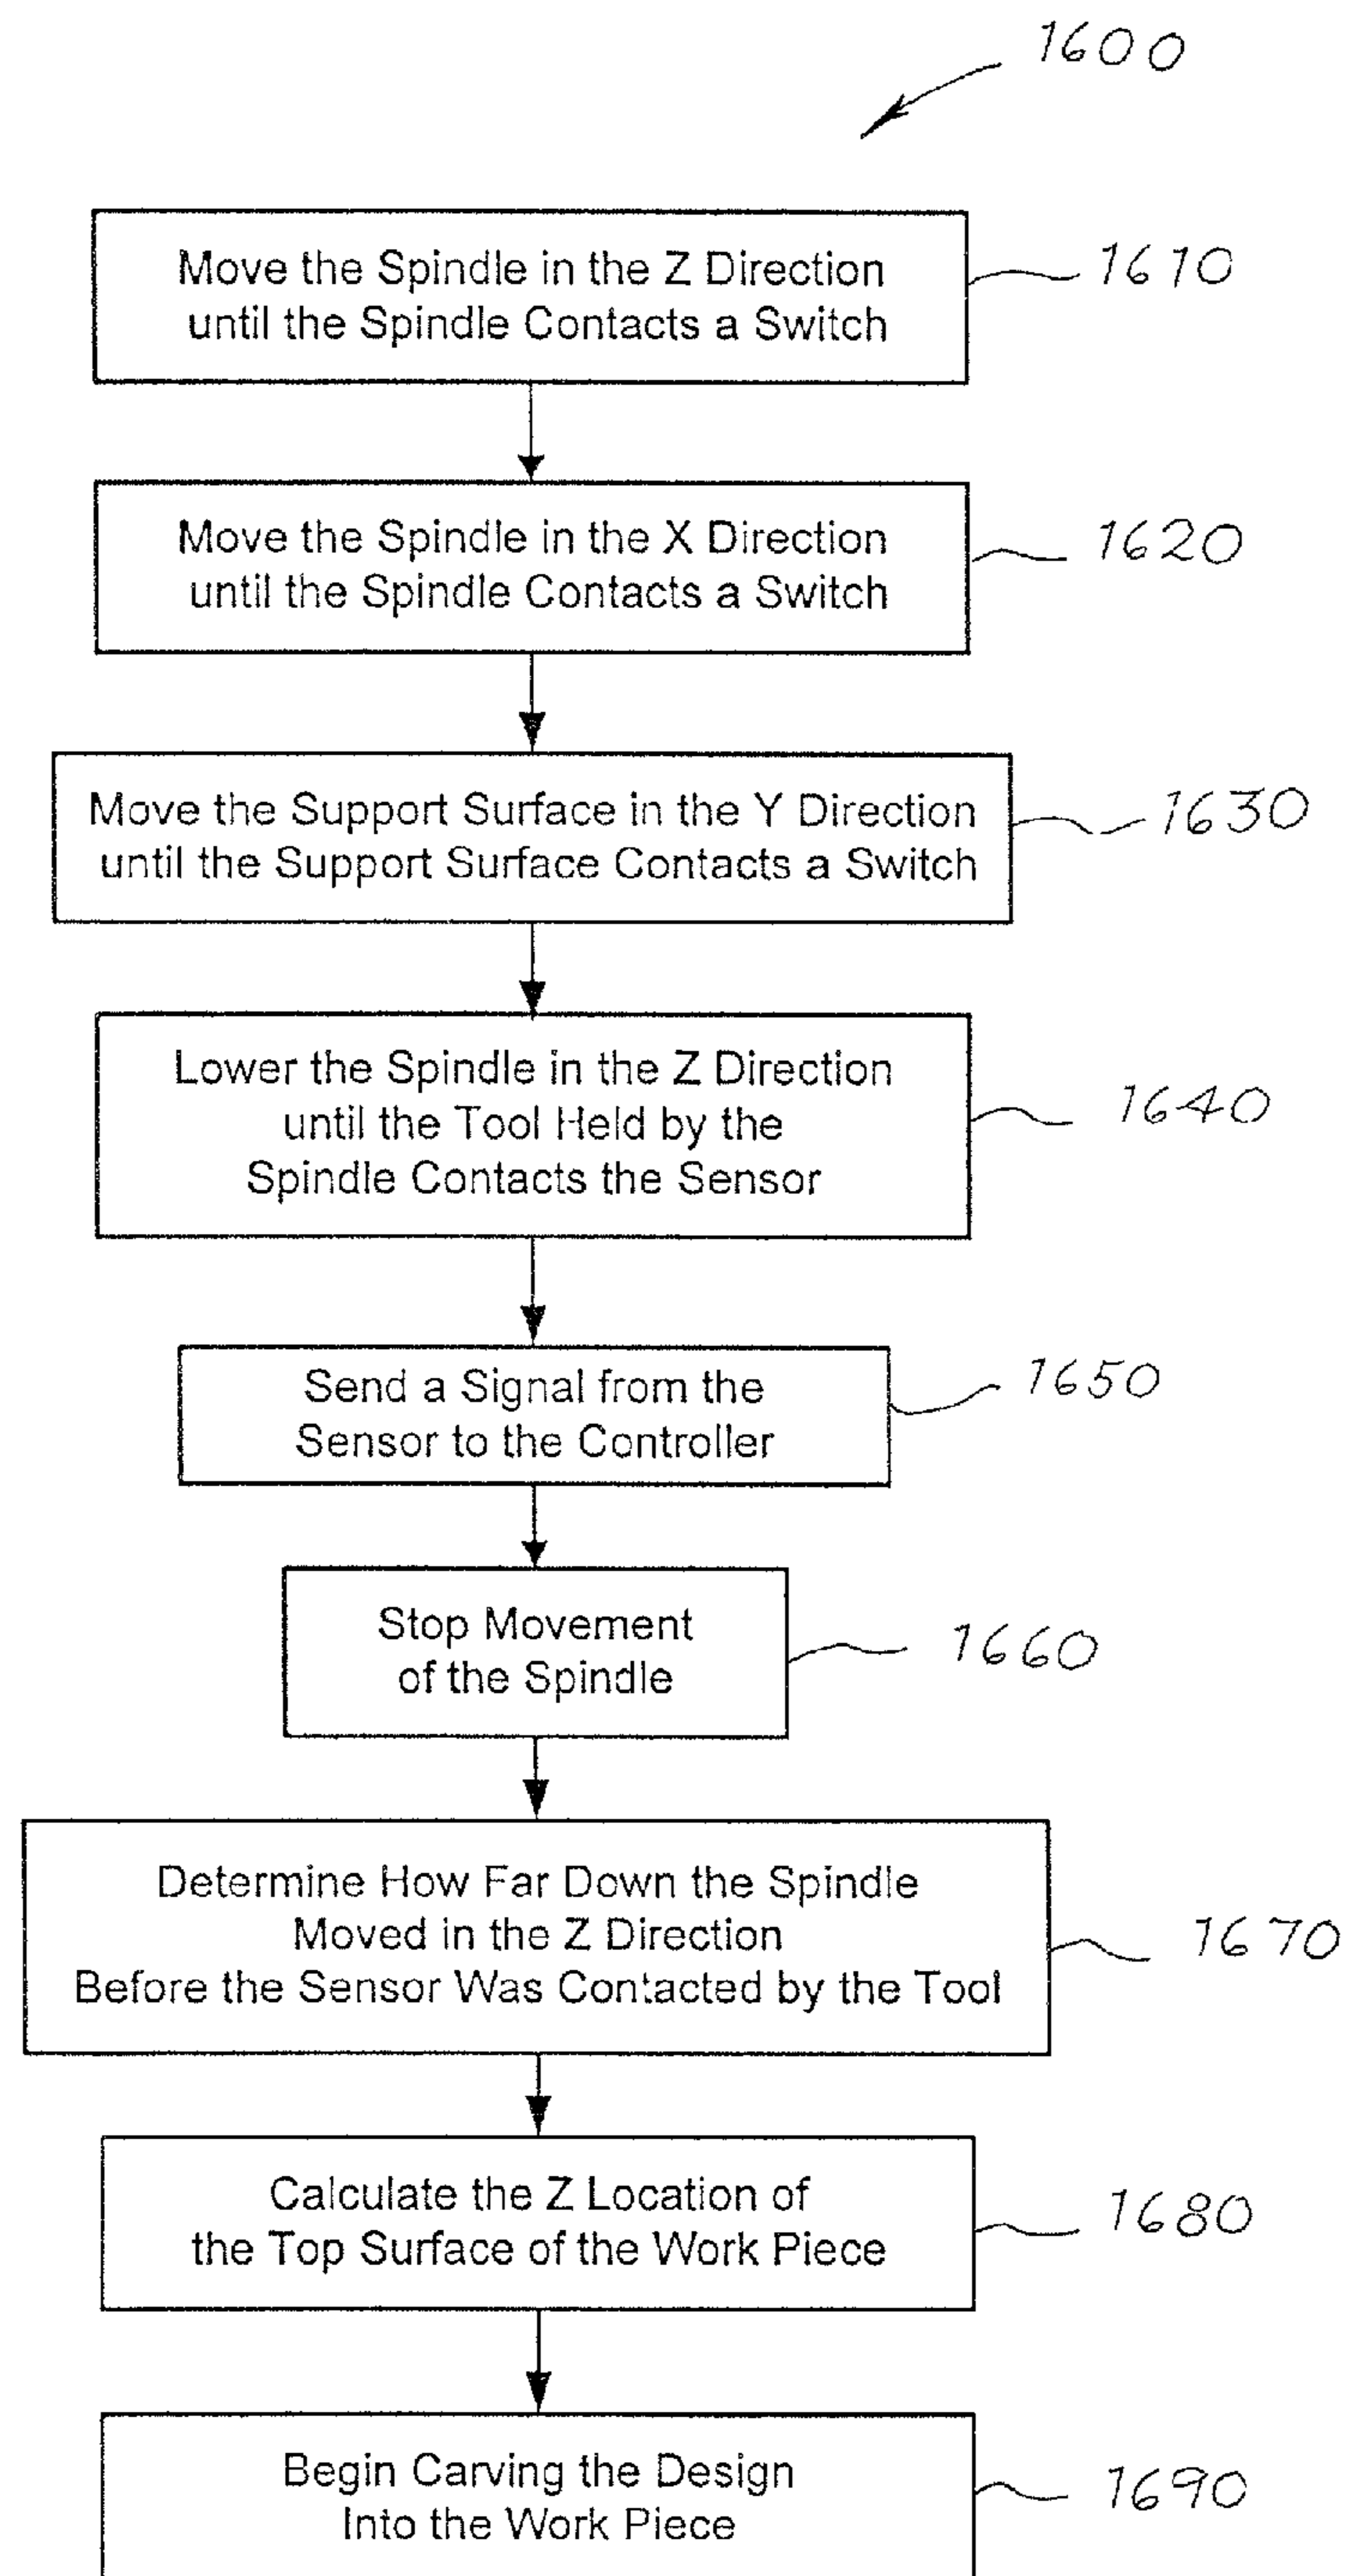 1600
Move the Spindle in the Z Direction
until the Spindle Contacts a Switch
1610
Move the Spindle in the X Direction
until the Spindle Contacts a Switch
1620
Move the Support Surface in the Y Direction
until the Support Surface Contacts a Switch
1630
Lower the Spindle in the Z Direction
until the Tool Held by the
Spindle Contacts the Sensor
1640
Send a Signal from the
Sensor to the Controller
1650
Stop Movement
of the Spindle
1660
Determine How Far Down the Spindle
Moved in the Z Direction
Before the Sensor Was Contacted by the Tool
1670
Calculate the Z Location of
the Top Surface of the Work Piece
1680
Begin Carving the Design
Into the Work Piece
1690